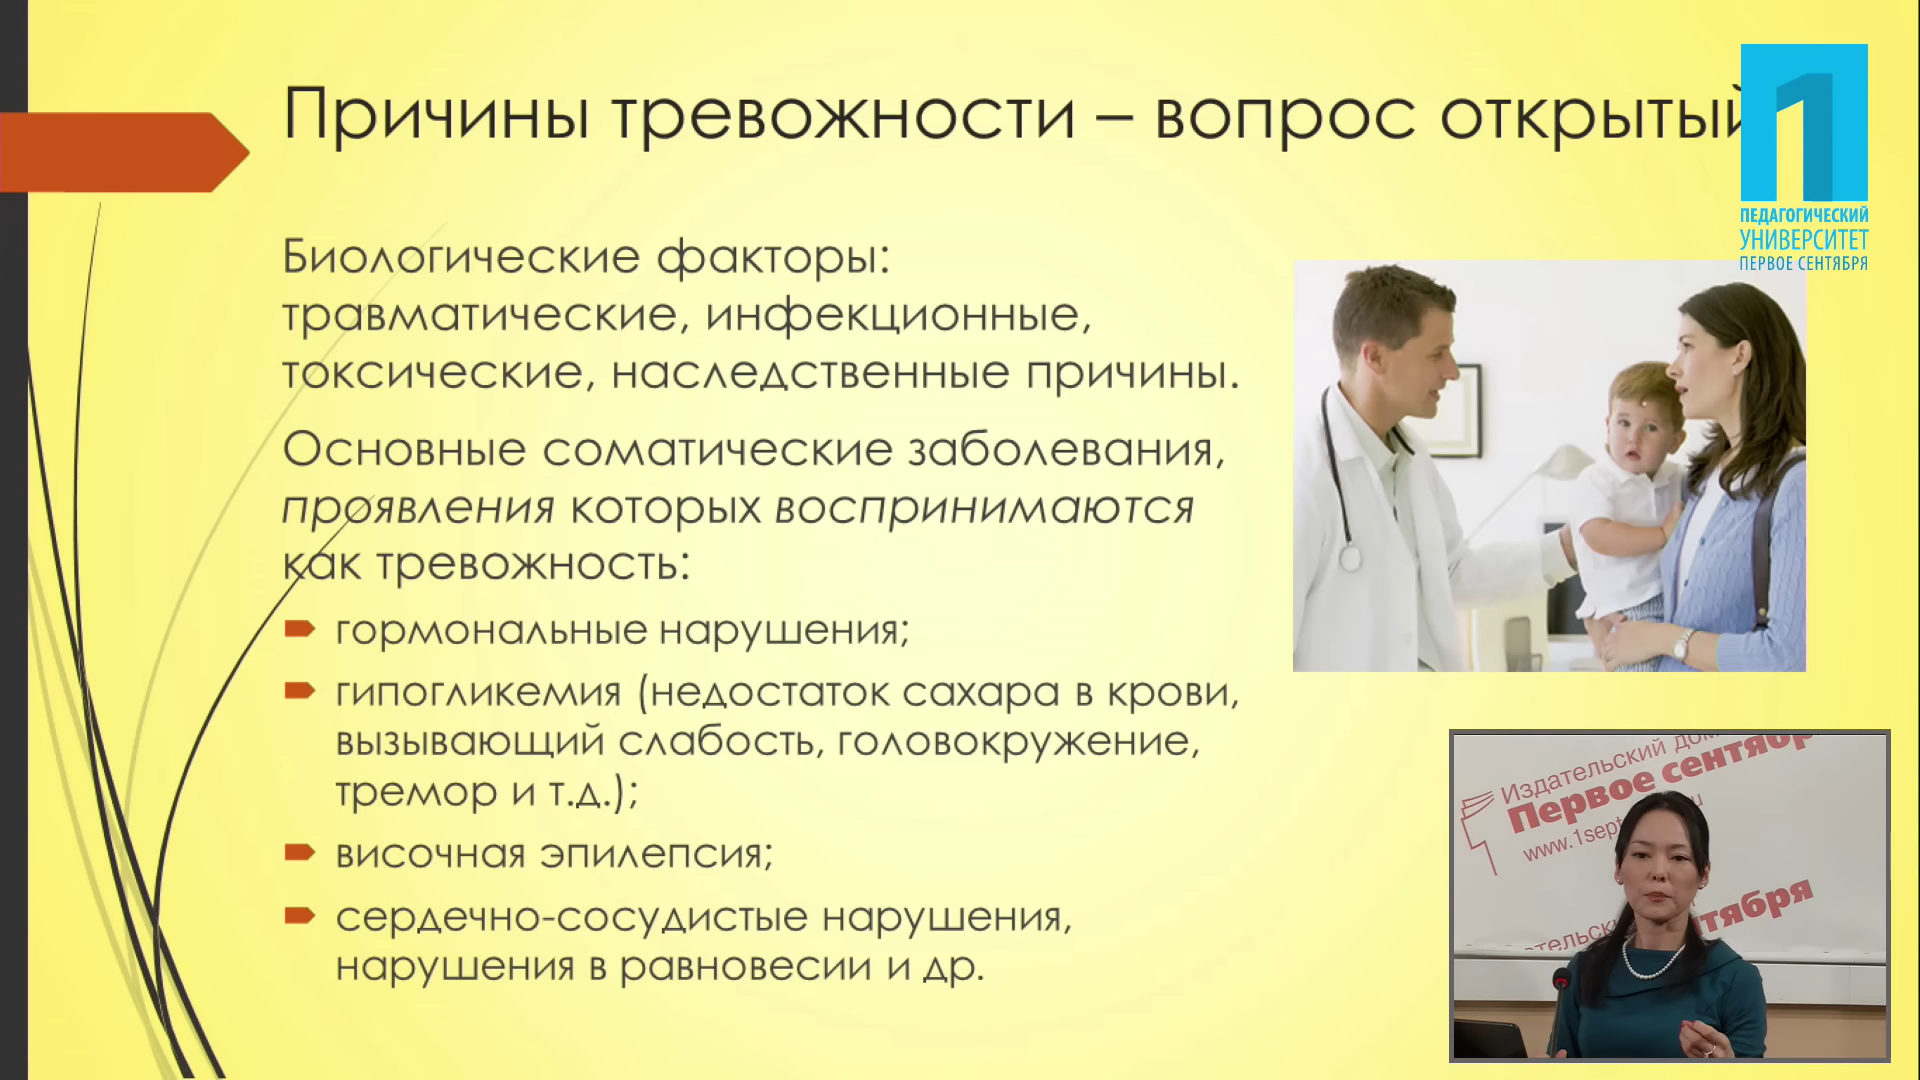 Причины тревожности – вопрос открытый
ПЕДАГОГИЧЕСКИЙ
УНИВЕРСИТЕТ
ПЕРВОЕ СЕНТЯБРЯ
Биологические факторы:
травматические, инфекционные,
токсические, наследственные причины.
Основные соматические заболевания,
проявления которых воспринимаются
как тревожность:
гормональные нарушения;
гипогликемия (недостаток сахара в крови,
вызывающий слабость, головокружение,
тремор и т.д.);
височная эпилепсия;
сердечно-сосудистые нарушения,
нарушения в равновесии и др.
Издательский дом
Первое сентябр
www.1sept